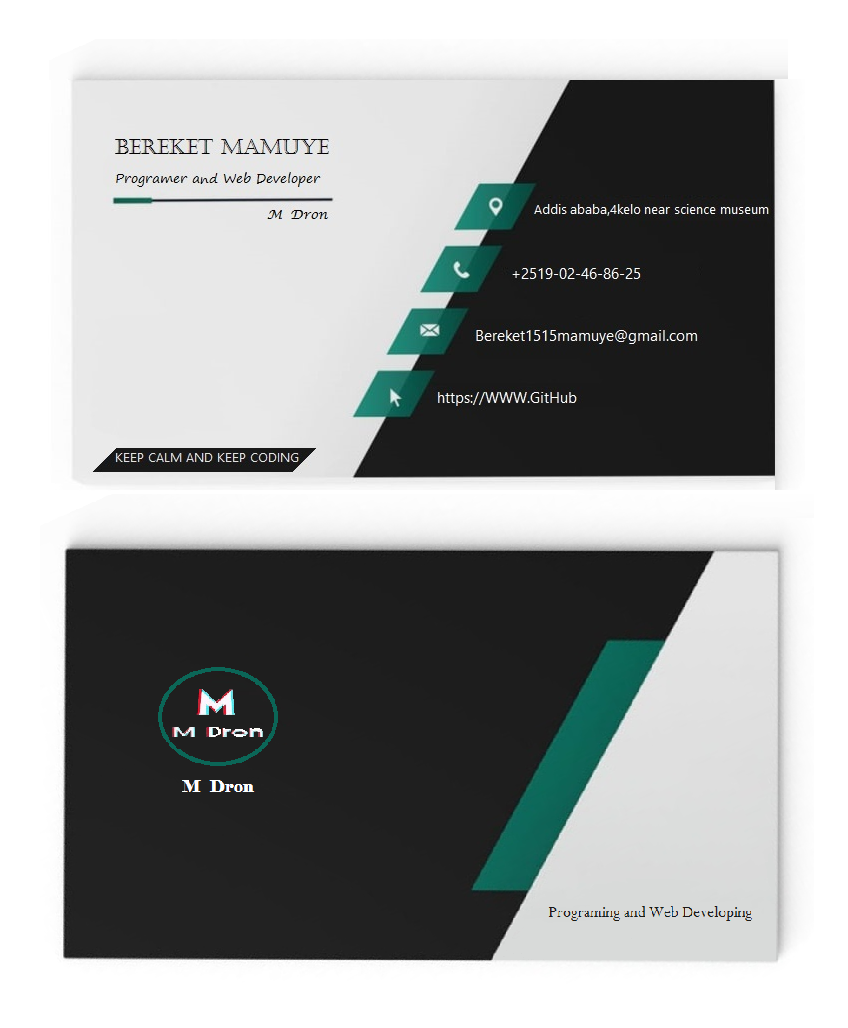 BEREKET MAMUYE
Programer and Web Developer
M Dron
Addis ababa,4kelo near science museum
+2519-02-46-86-25
Bereket1515mamuye@gmail.com
https://WWW.GitHub
KEEP CALM AND KEEP CODING
M
M Dron
M Dron
Programing and Web Developing